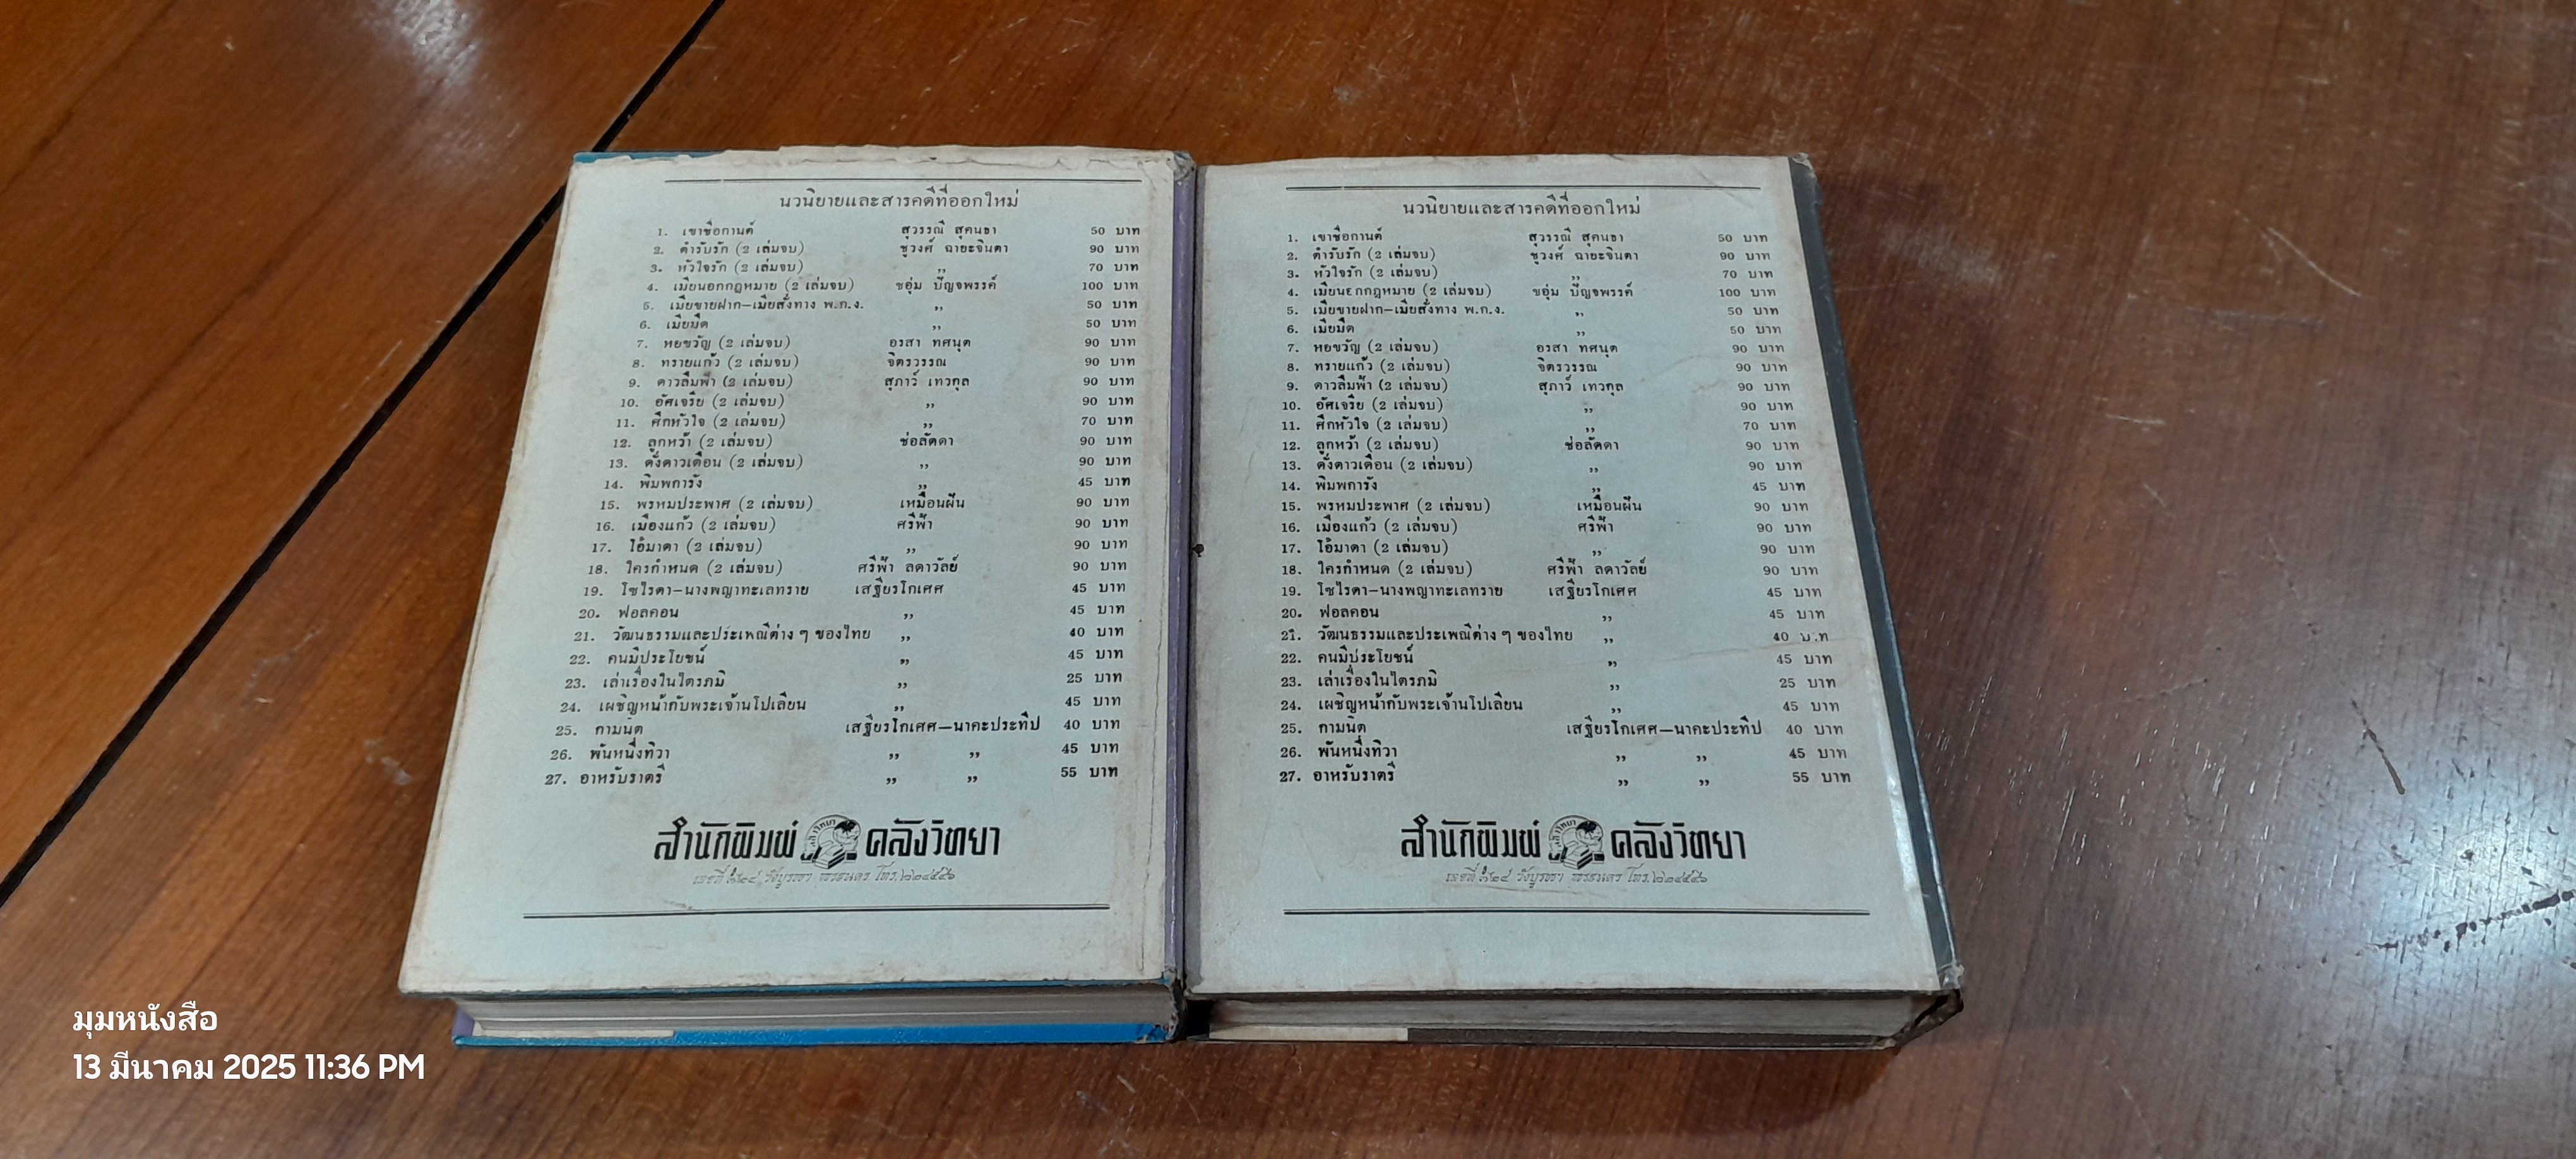 นวนิยายและสารคดีที่ออกใหม่
1. เขาชื่อกานต์ สุวรรณี สุคนธา 50 บาท
2. ตำรับรัก (2 เล่มจบ) ชูวงศ์ ฉายะจินดา 90 บาท
3. หัวใจรัก (2 เล่มจบ) ,, 70 บาท
4. เมียนอกกฎหมาย (2 เล่มจบ) ขอุ่ม ปัญจพรรค์ 100 บาท
5. เมียขายฝาก—เมียสั่งทาง พ.ก.ง. ,, 50 บาท
6. เมียมืด ,, 50 บาท
7. หยขวัญ (2 เล่มจบ) อรสา ทศนุต 90 บาท
8. ทรายแก้ว (2 เล่มจบ) จิตรวรรณ 90 บาท
9. ดาวลืมฟ้า (2 เล่มจบ) สุภาว์ เทวกุล 90 บาท
10. อัศเจรีย (2 เล่มจบ) ,, 90 บาท
11. ศึกหัวใจ (2 เล่มจบ) ,, 70 บาท
12. ลูกหว้า (2 เล่มจบ) ช่อลัดดา 90 บาท
13. ดั่งดาวเดือน (2 เล่มจบ) ,, 90 บาท
14. พิมพการัง ,, 45 บาท
15. พรหมประพาศ (2 เล่มจบ) เหมือนฝัน 90 บาท
16. เมืองแก้ว (2 เล่มจบ) ศรีฟ้า 90 บาท
17. โอ้มาดา (2 เล่มจบ) ,, 90 บาท
18. ใครกำหนด (2 เล่มจบ) ศรีฟ้า ลดาวัลย์ 90 บาท
19. โซไรดา—นางพญาทะเลทราย เสฐียรโกเศศ 45 บาท
20. ฟอลคอน ,, 45 บาท
21. วัฒนธรรมและประเพณีต่าง ๆ ของไทย ,, 40 บาท
22. คนมีประโยชน์ ,, 45 บาท
23. เล่าเรื่องในไตรภูมิ ,, 25 บาท
24. เผชิญหน้ากับพระเจ้านโปเลียน ,, 45 บาท
25. กามนิต เสฐียรโกเศศ—นาคะประทีป 40 บาท
26. พันหนึ่งทิวา ,, ,, 45 บาท
27. อาหรับราตรี ,, ,, 55 บาท
สำนักพิมพ์ คลังวิทยา
นวนิยายและสารคดีที่ออกใหม่
1. เขาชื่อกานต์ สุวรรณี สุคนธา 50 บาท
2. ตำรับรัก (2 เล่มจบ) ชูวงศ์ ฉายะจินดา 90 บาท
3. หัวใจรัก (2 เล่มจบ) ,, 70 บาท
4. เมียนอกกฎหมาย (2 เล่มจบ) ขอุ่ม ปัญจพรรค์ 100 บาท
5. เมียขายฝาก—เมียสั่งทาง พ.ก.ง. ,, 50 บาท
6. เมียมืด ,, 50 บาท
7. หยขวัญ (2 เล่มจบ) อรสา ทศนุต 90 บาท
8. ทรายแก้ว (2 เล่มจบ) จิตรวรรณ 90 บาท
9. ดาวลืมฟ้า (2 เล่มจบ) สุภาว์ เทวกุล 90 บาท
10. อัศเจรีย (2 เล่มจบ) ,, 90 บาท
11. ศึกหัวใจ (2 เล่มจบ) ,, 70 บาท
12. ลูกหว้า (2 เล่มจบ) ช่อลัดดา 90 บาท
13. ดั่งดาวเดือน (2 เล่มจบ) ,, 90 บาท
14. พิมพการัง ,, 45 บาท
15. พรหมประพาศ (2 เล่มจบ) เหมือนฝัน 90 บาท
16. เมืองแก้ว (2 เล่มจบ) ศรีฟ้า 90 บาท
17. โอ้มาดา (2 เล่มจบ) ,, 90 บาท
18. ใครกำหนด (2 เล่มจบ) ศรีฟ้า ลดาวัลย์ 90 บาท
19. โซไรดา—นางพญาทะเลทราย เสฐียรโกเศศ 45 บาท
20. ฟอลคอน ,, 45 บาท
21. วัฒนธรรมและประเพณีต่าง ๆ ของไทย ,, 40 บาท
22. คนมีประโยชน์ ,, 45 บาท
23. เล่าเรื่องในไตรภูมิ ,, 25 บาท
24. เผชิญหน้ากับพระเจ้านโปเลียน ,, 45 บาท
25. กามนิต เสฐียรโกเศศ—นาคะประทีป 40 บาท
26. พันหนึ่งทิวา ,, ,, 45 บาท
27. อาหรับราตรี ,, ,, 55 บาท
สำนักพิมพ์ คลังวิทยา
มุมหนังสือ
13 มีนาคม 2025 11:36 PM